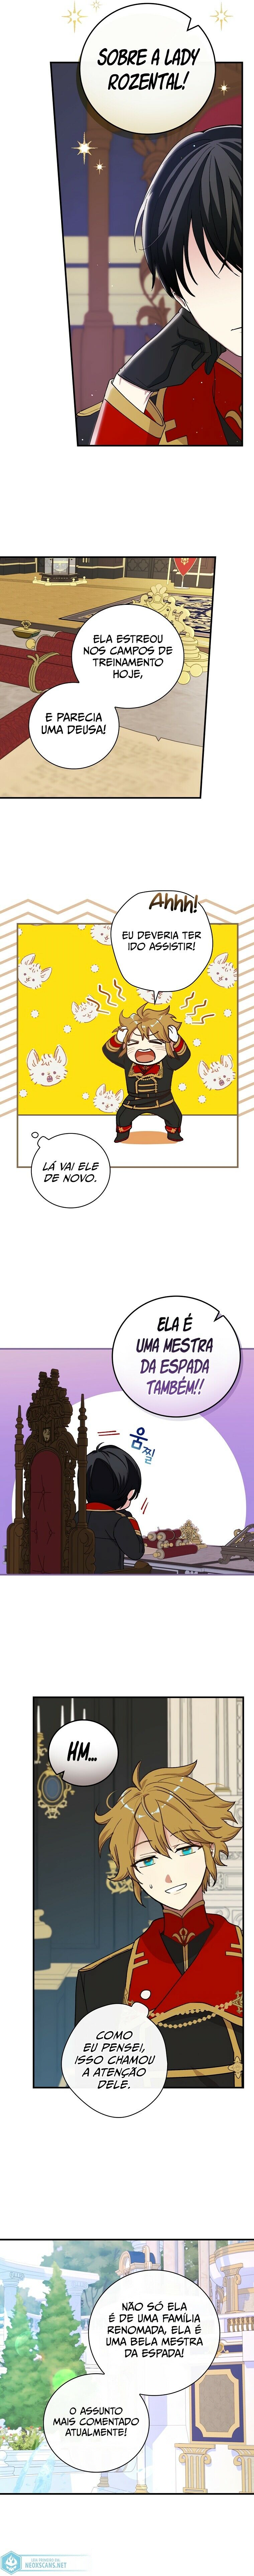 SOBRE A LADY
ROZENTAL!
ELA ESTREOU
NOS CAMPOS DE
TREINAMENTO
HOJE,
E PARECIA
UMA DEUSA!
Ahhh!
EU DEVERIA TER
IDO ASSISTIR!
LÁ VAI ELE
DE NOVO.
ELA É
UMA MESTRA
DA ESPADA
TAMBÉM!!
움찔
HM...
COMO
EU PENSEI,
ISSO CHAMOU
A ATENÇÃO
DELE.
NÃO SÓ ELA
É DE UMA FAMÍLIA
RENOMADA, ELA É
UMA BELA MESTRA
DA ESPADA!
O ASSUNTO
MAIS COMENTADO
ATUALMENTE!
LEIA PRIMEIRO EM
NEOXSCANS.NET